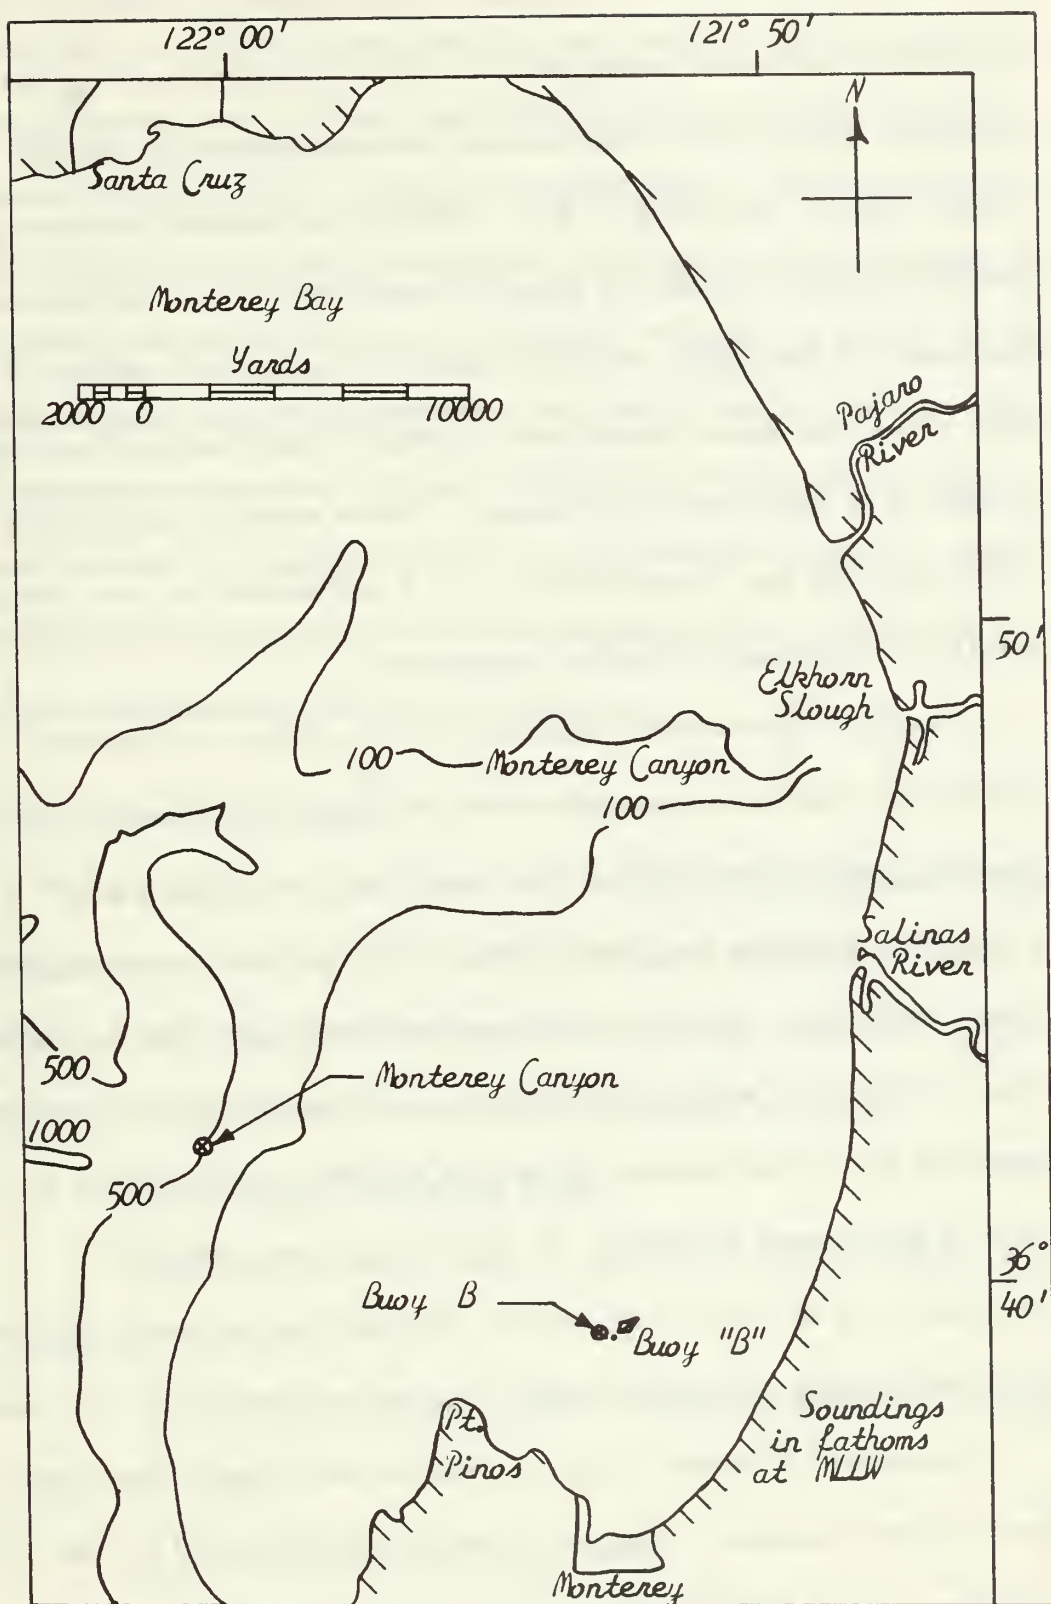 122° 00'
121° 50'
N
Santa Cruz
Monterey Bay
Yards
2000 0 10000
Pajaro
River
50'
Elkhorn
Slough
100
Monterey Canyon
100
Salinas
River
500
Monterey Canyon
1000
500
36°
40'
Buoy B
Buoy "B"
Pt.
Pinos
Soundings
in fathoms
at MLLW
Monterey